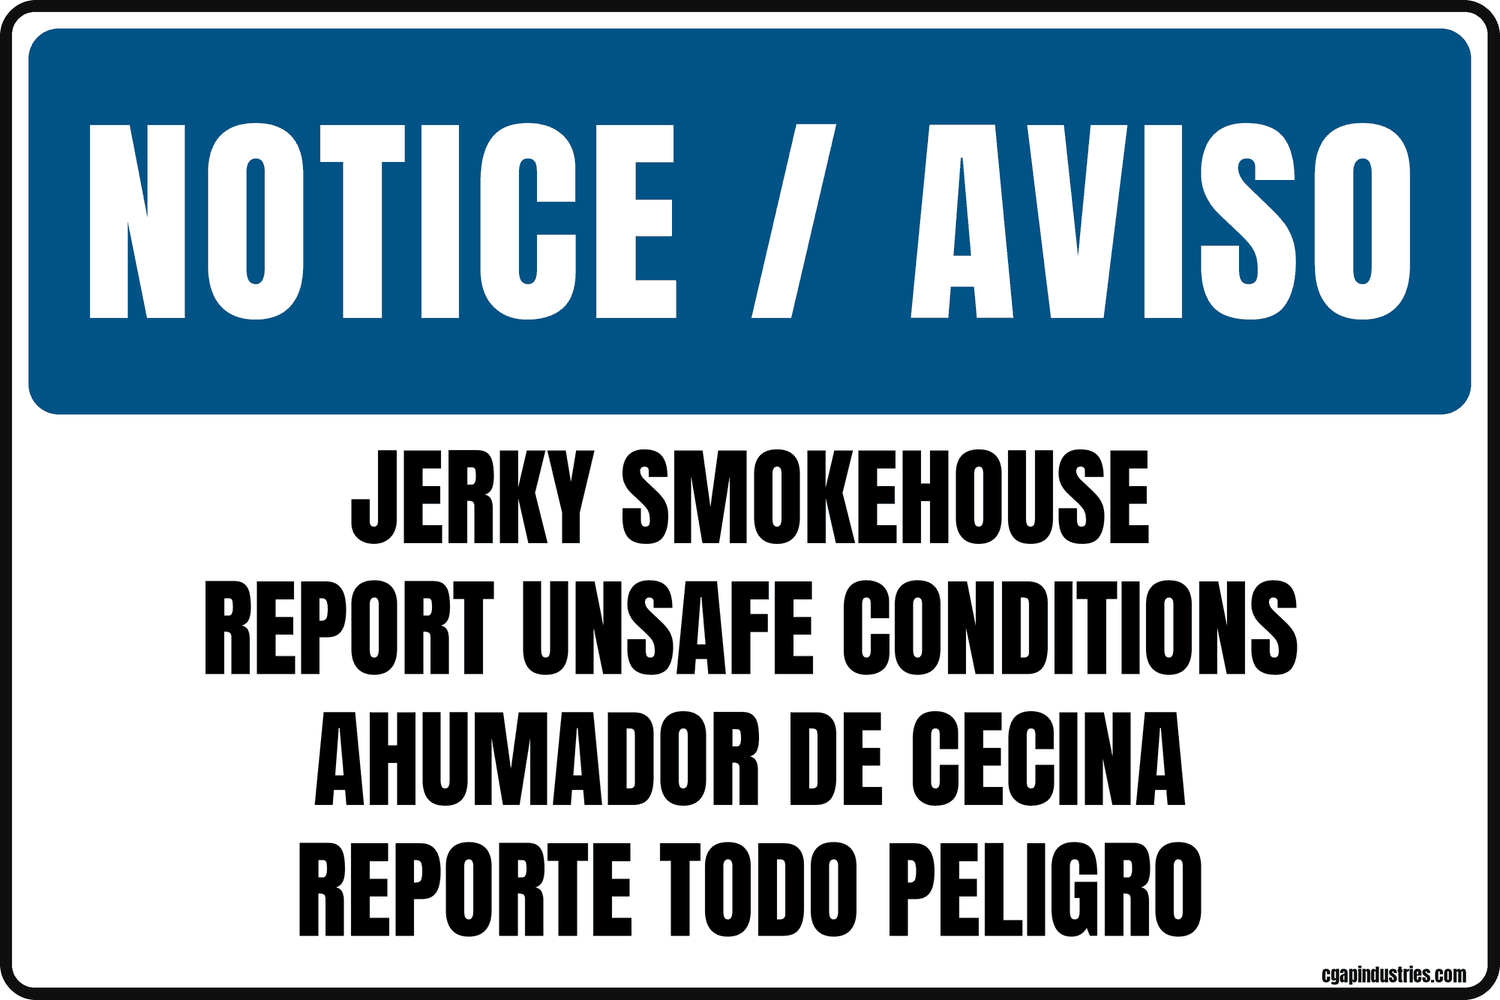 NOTICE / AVISO
JERKY SMOKEHOUSE
REPORT UNSAFE CONDITIONS
AHUMADOR DE CECINA
REPORTE TODO PELIGRO
cgapindustries.com